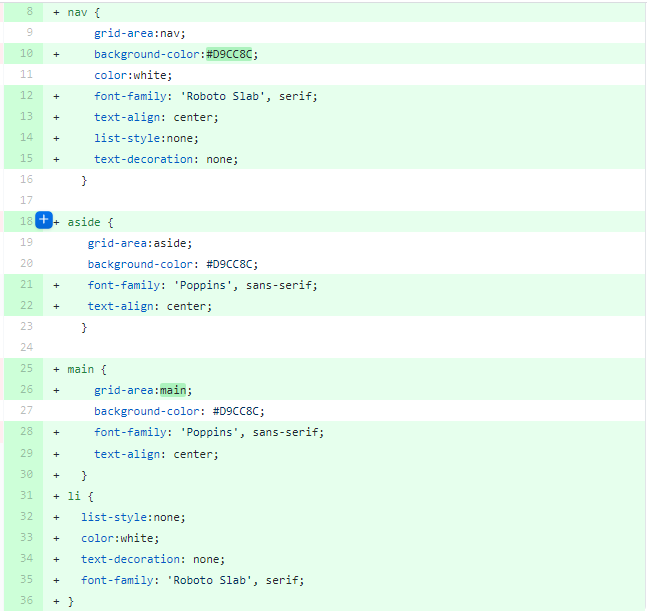 8 + nav {
9 grid-area:nav;
10 + background-color:#D9CC8C;
11 color:white;
12 + font-family: 'Roboto Slab', serif;
13 + text-align: center;
14 + list-style:none;
15 + text-decoration: none;
16 }
17
18 + + aside {
19 grid-area:aside;
20 background-color: #D9CC8C;
21 + font-family: 'Poppins', sans-serif;
22 + text-align: center;
23 }
24
25 + main {
26 + grid-area:main;
27 background-color: #D9CC8C;
28 + font-family: 'Poppins', sans-serif;
29 + text-align: center;
30 + }
31 + li {
32 + list-style:none;
33 + color:white;
34 + text-decoration: none;
35 + font-family: 'Roboto Slab', serif;
36 + }